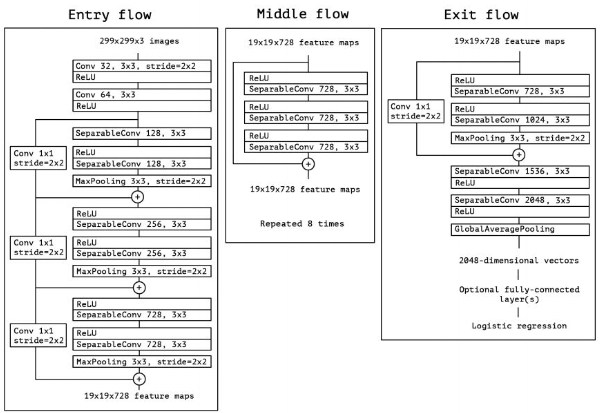 Entry flow
299x299x3 images
Conv 32, 3x3, stride=2x2
ReLU
Conv 64, 3x3
ReLU
SeparableConv 128, 3x3
Conv 1x1
stride=2x2
ReLU
SeparableConv 128, 3x3
MaxPooling 3x3, stride=2x2
+
ReLU
SeparableConv 256, 3x3
Conv 1x1
stride=2x2
ReLU
SeparableConv 256, 3x3
MaxPooling 3x3, stride=2x2
+
ReLU
SeparableConv 728, 3x3
Conv 1x1
stride=2x2
ReLU
SeparableConv 728, 3x3
MaxPooling 3x3, stride=2x2
+
19x19x728 feature maps
Middle flow
19x19x728 feature maps
ReLU
SeparableConv 728, 3x3
ReLU
SeparableConv 728, 3x3
ReLU
SeparableConv 728, 3x3
+
19x19x728 feature maps
Repeated 8 times
Exit flow
19x19x728 feature maps
ReLU
SeparableConv 728, 3x3
Conv 1x1
stride=2x2
ReLU
SeparableConv 1024, 3x3
MaxPooling 3x3, stride=2x2
+
SeparableConv 1536, 3x3
ReLU
SeparableConv 2048, 3x3
ReLU
GlobalAveragePooling
2048-dimensional vectors
Optional fully-connected
layer(s)
Logistic regression